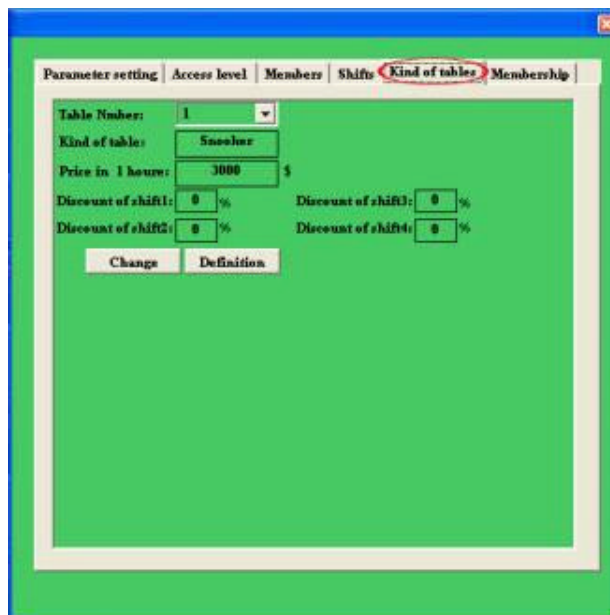 Parameter setting Access level Members Shifts Kind of tables Membership
Table Nmber: 1
Kind of table: Snooker
Price in 1 houre: 3000 $
Discount of shift1: 0 % Discount of shift3: 0 %
Discount of shift2: 0 % Discount of shift4: 0 %
Change Definition